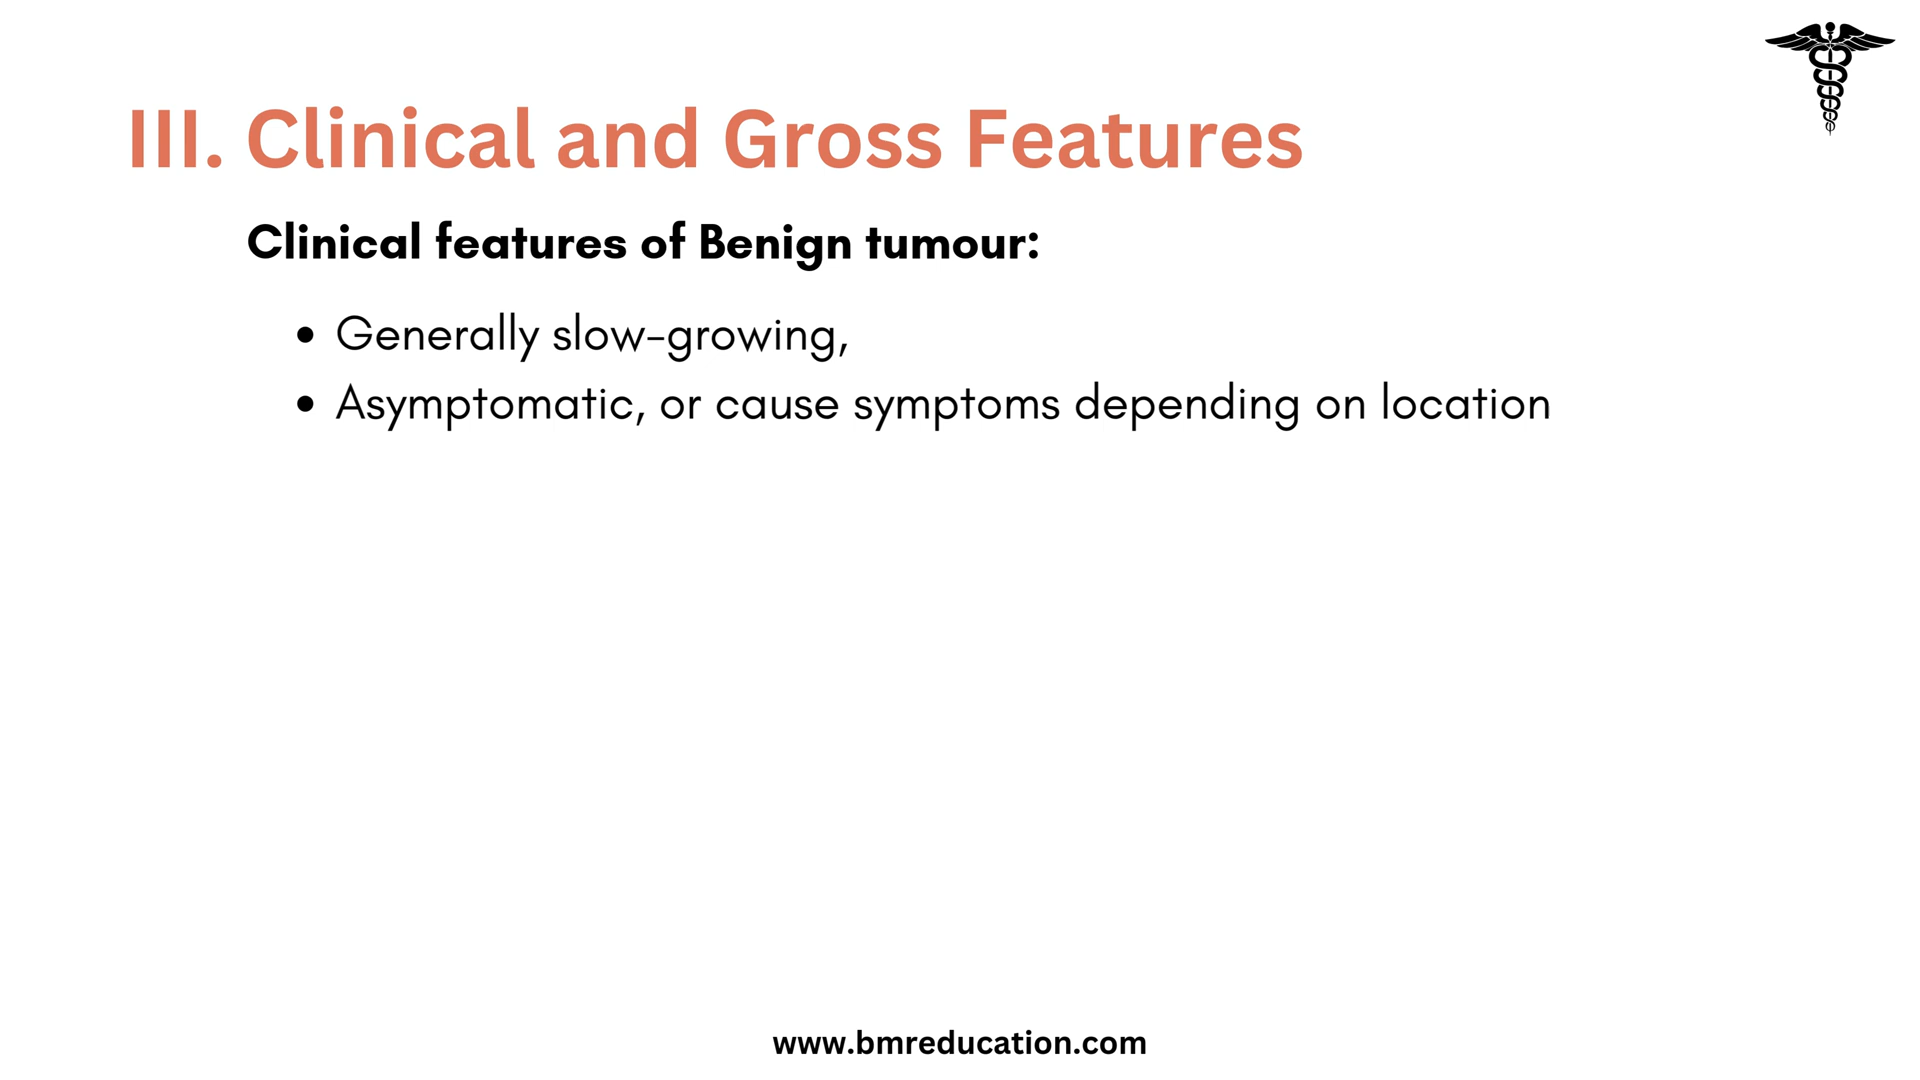 III. Clinical and Gross Features
Clinical features of Benign tumour:
• Generally slow-growing,
• Asymptomatic, or cause symptoms depending on location
www.bmreducation.com